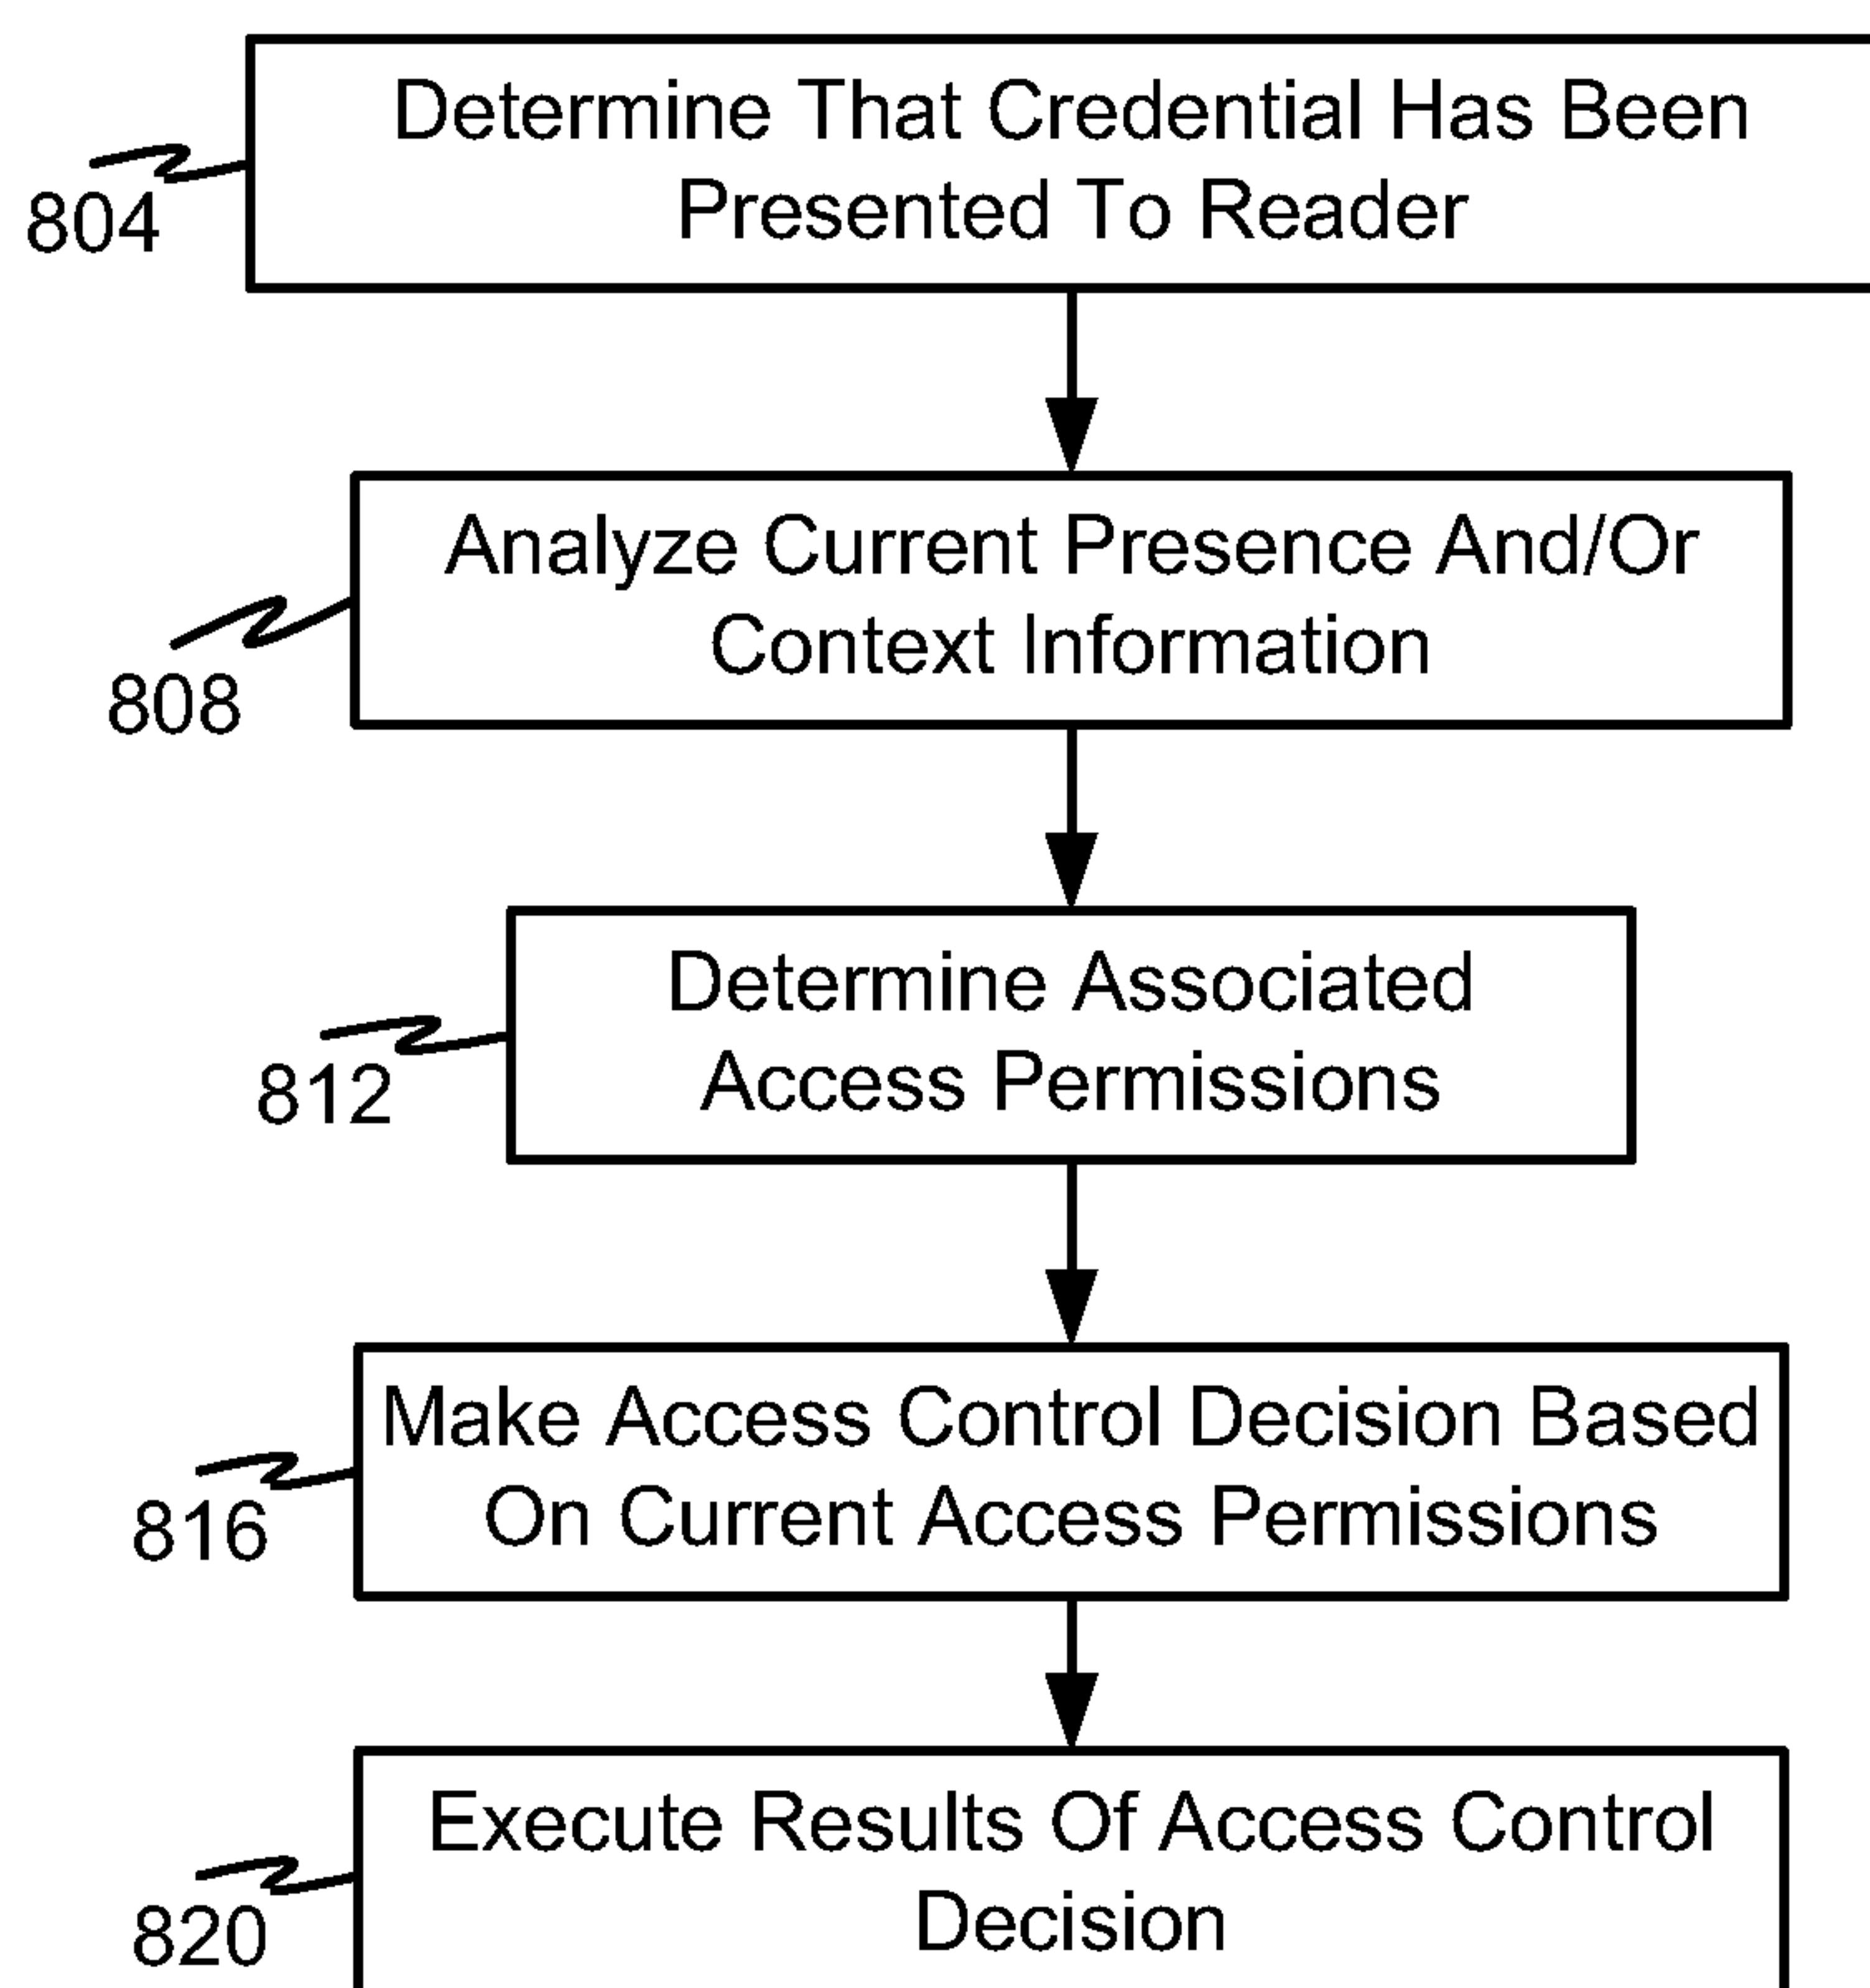 Determine That Credential Has Been
Presented To Reader
804
Analyze Current Presence And/Or
Context Information
808
Determine Associated
Access Permissions
812
Make Access Control Decision Based
On Current Access Permissions
816
Execute Results Of Access Control
Decision
820